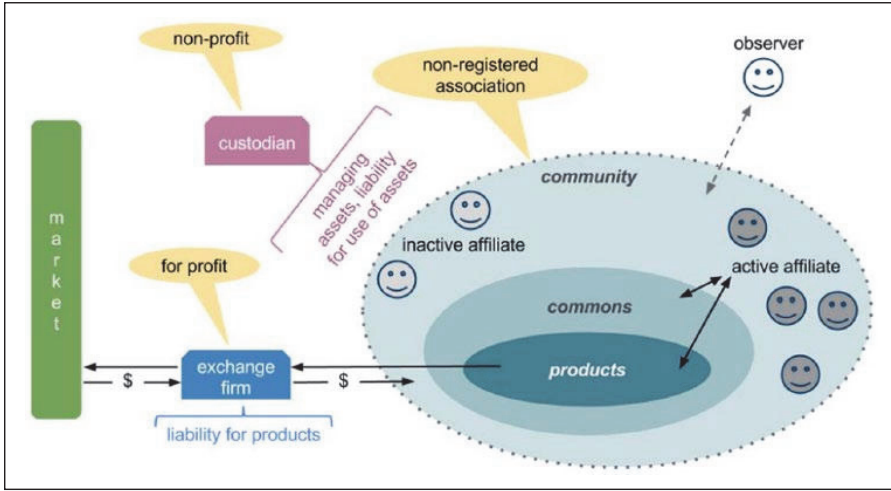 non-profit
custodian
managing
assets, liability
for use of assets
non-registered
association
observer
community
inactive affiliate
active affiliate
commons
products
market
for profit
exchange
firm
$
$
liability for products